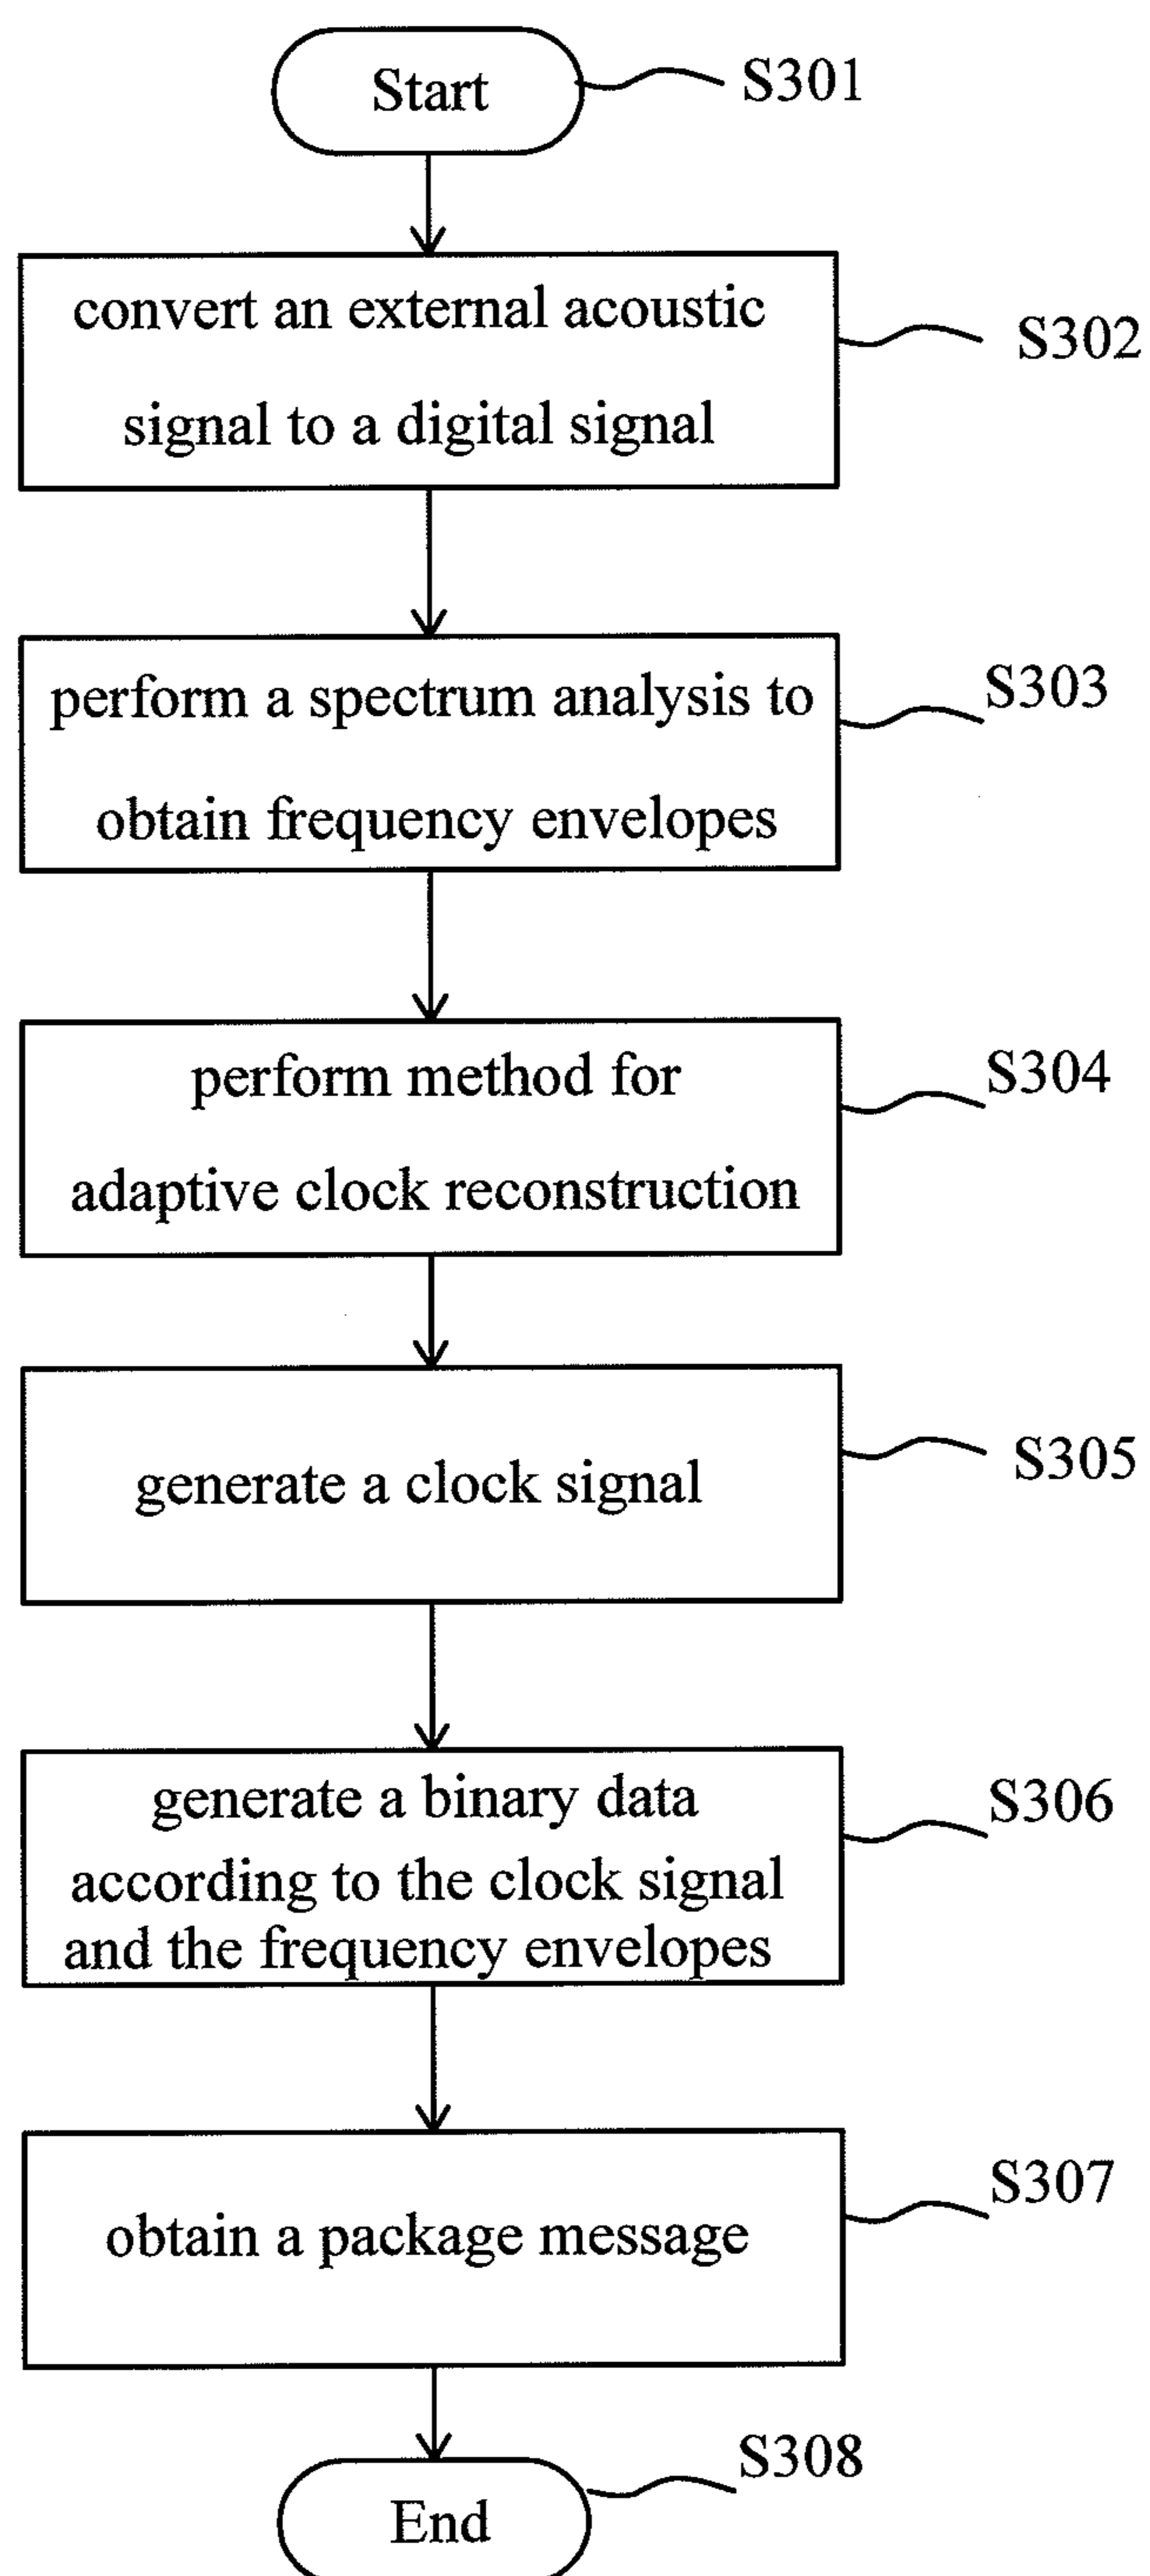 Start
S301
convert an external acoustic
signal to a digital signal
S302
perform a spectrum analysis to
obtain frequency envelopes
S303
perform method for
adaptive clock reconstruction
S304
generate a clock signal
S305
generate a binary data
according to the clock signal
and the frequency envelopes
S306
obtain a package message
S307
End
S308